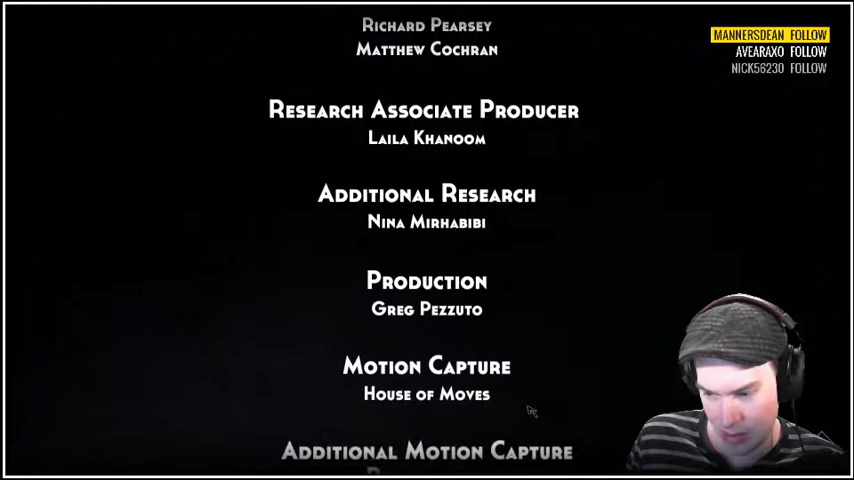 Richard Pearsey
Matthew Cochran
Research Associate Producer
Laila Khanoom
Additional Research
Nina Mirhabibi
Production
Greg Pezzuto
Motion Capture
House of Moves
Additional Motion Capture
MANNERSDEAN FOLLOW
AVEARAXO FOLLOW
NICK56230 FOLLOW